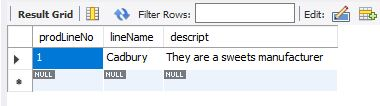 Result Grid Filter Rows: Edit:
prodLineNo lineName descript
1 Cadbury They are a sweets manufacturer
NULL NULL NULL